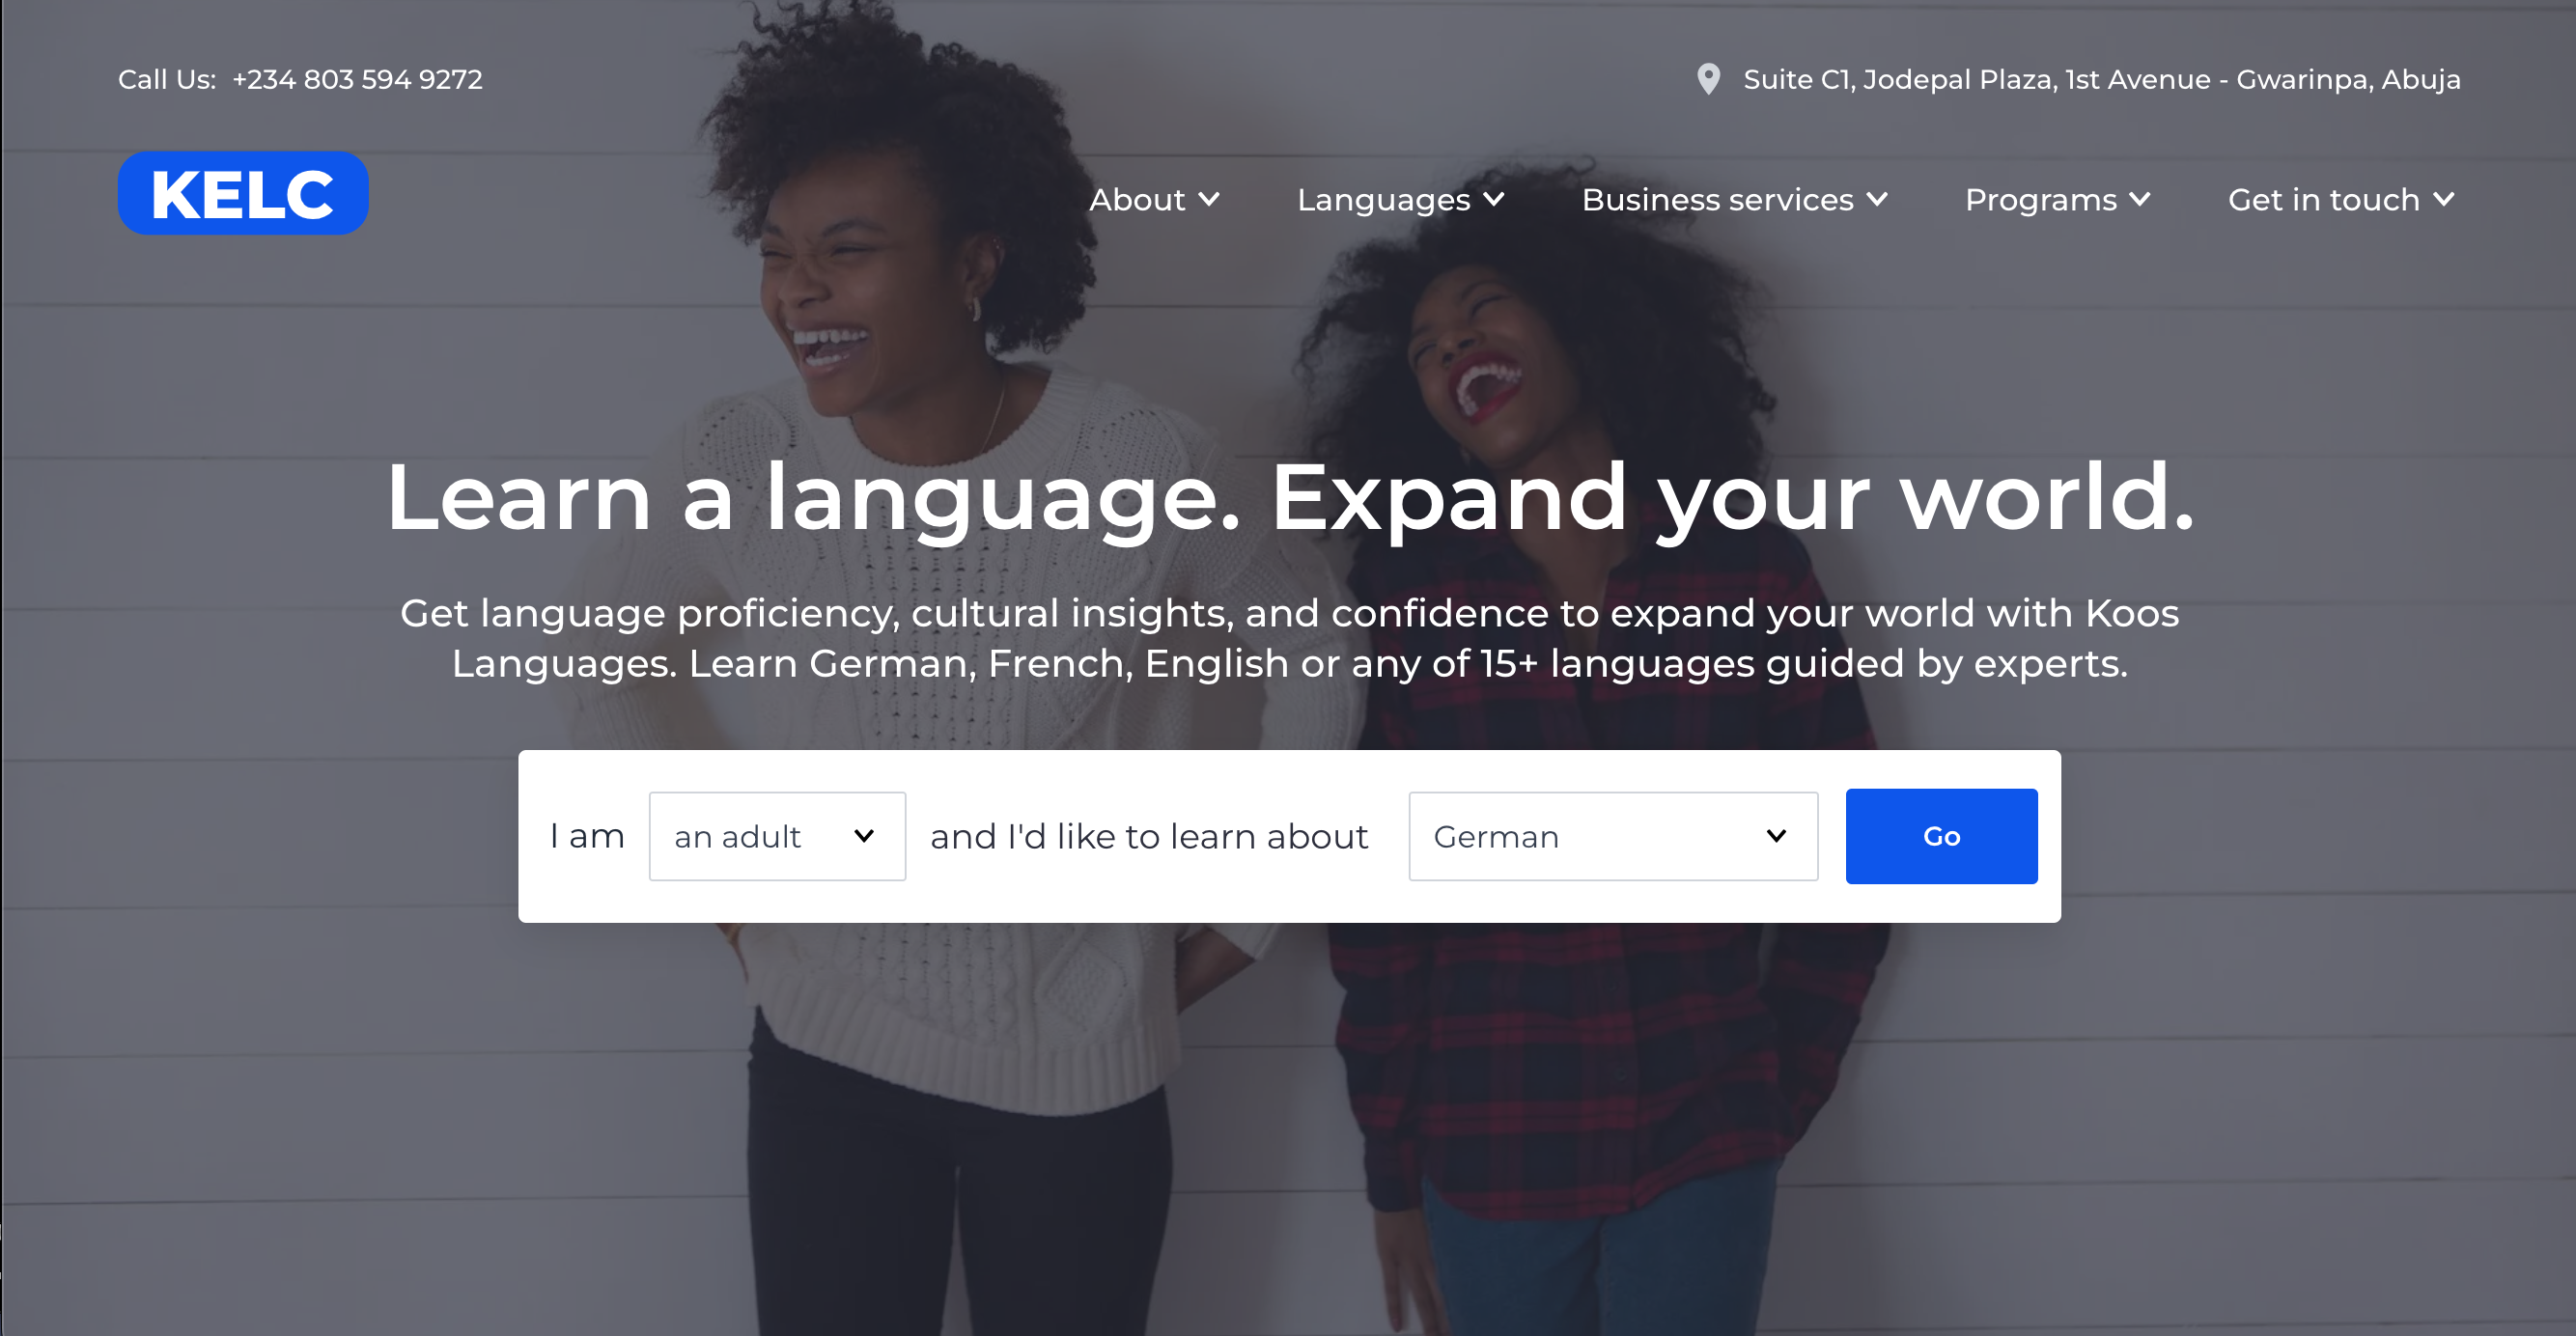 Call Us: +234 803 594 9272
Suite C1, Jodepal Plaza, 1st Avenue - Gwarinpa, Abuja
KELC
About
Languages
Business services
Programs
Get in touch
Learn a language. Expand your world.
Get language proficiency, cultural insights, and confidence to expand your world with Koos
Languages. Learn German, French, English or any of 15+ languages guided by experts.
I am
an adult
and I'd like to learn about
German
Go